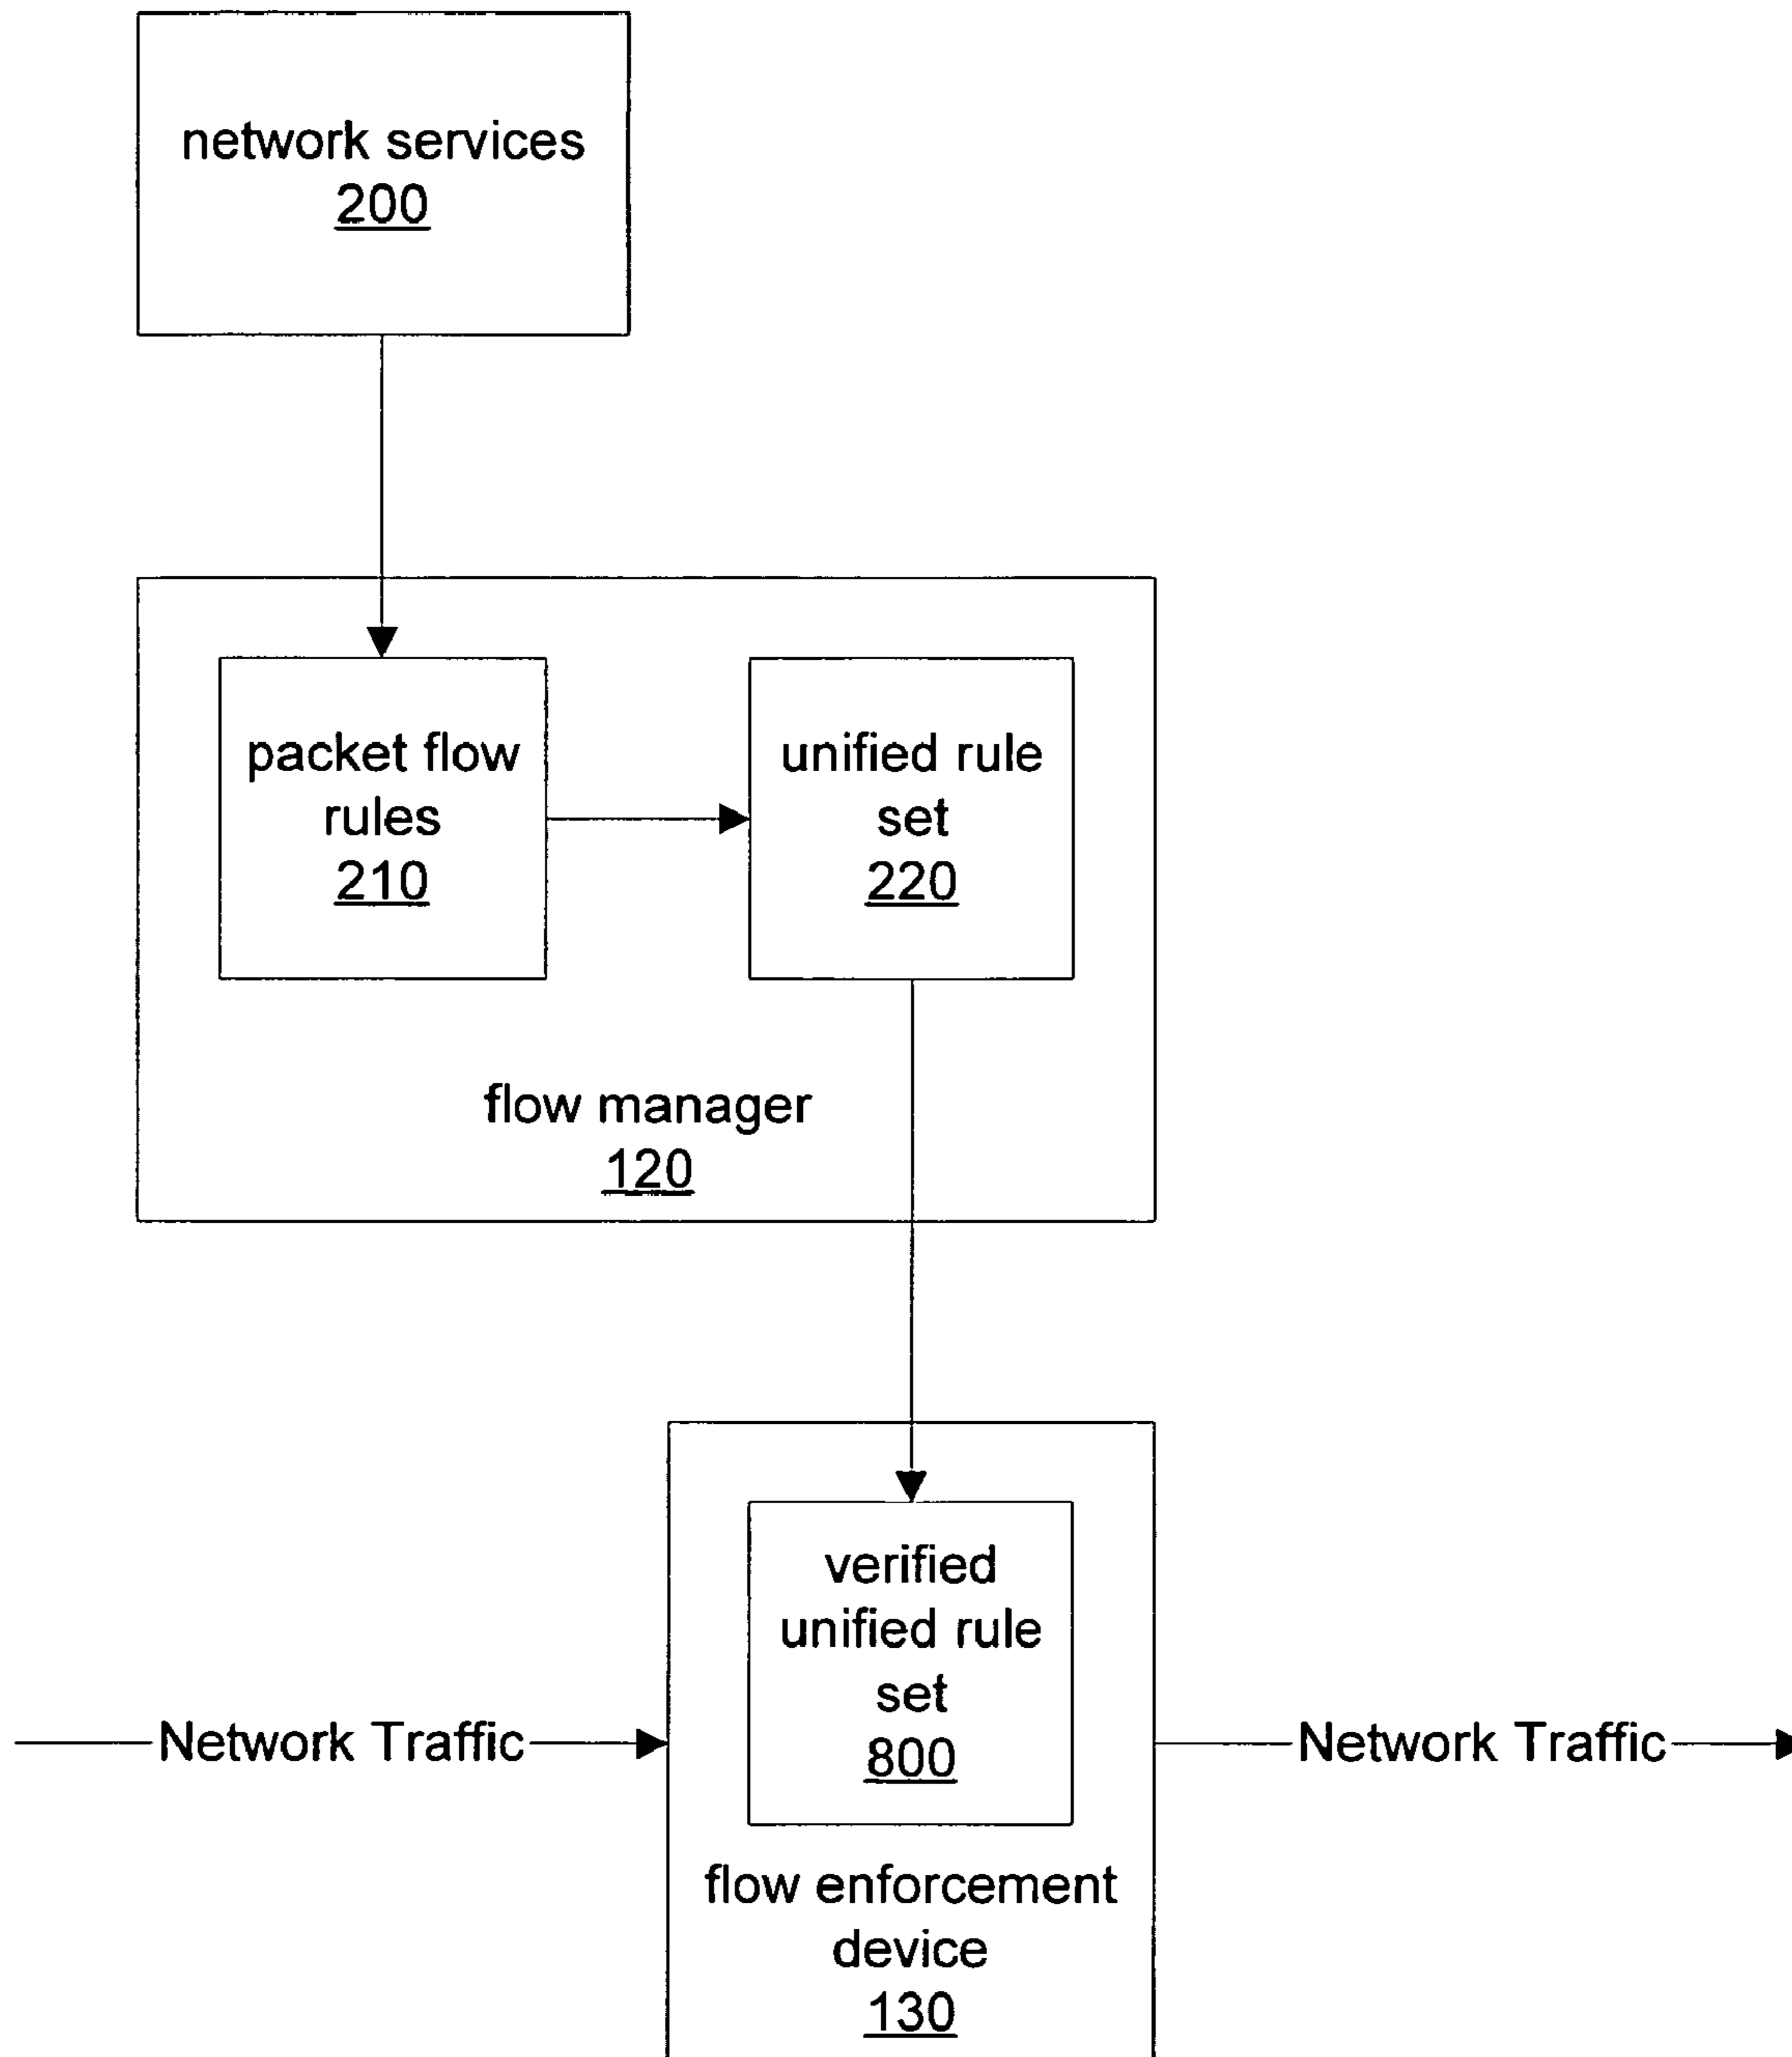 network services
200
packet flow
rules
210
unified rule
set
220
flow manager
120
verified
unified rule
set
800
Network Traffic
Network Traffic
flow enforcement
device
130